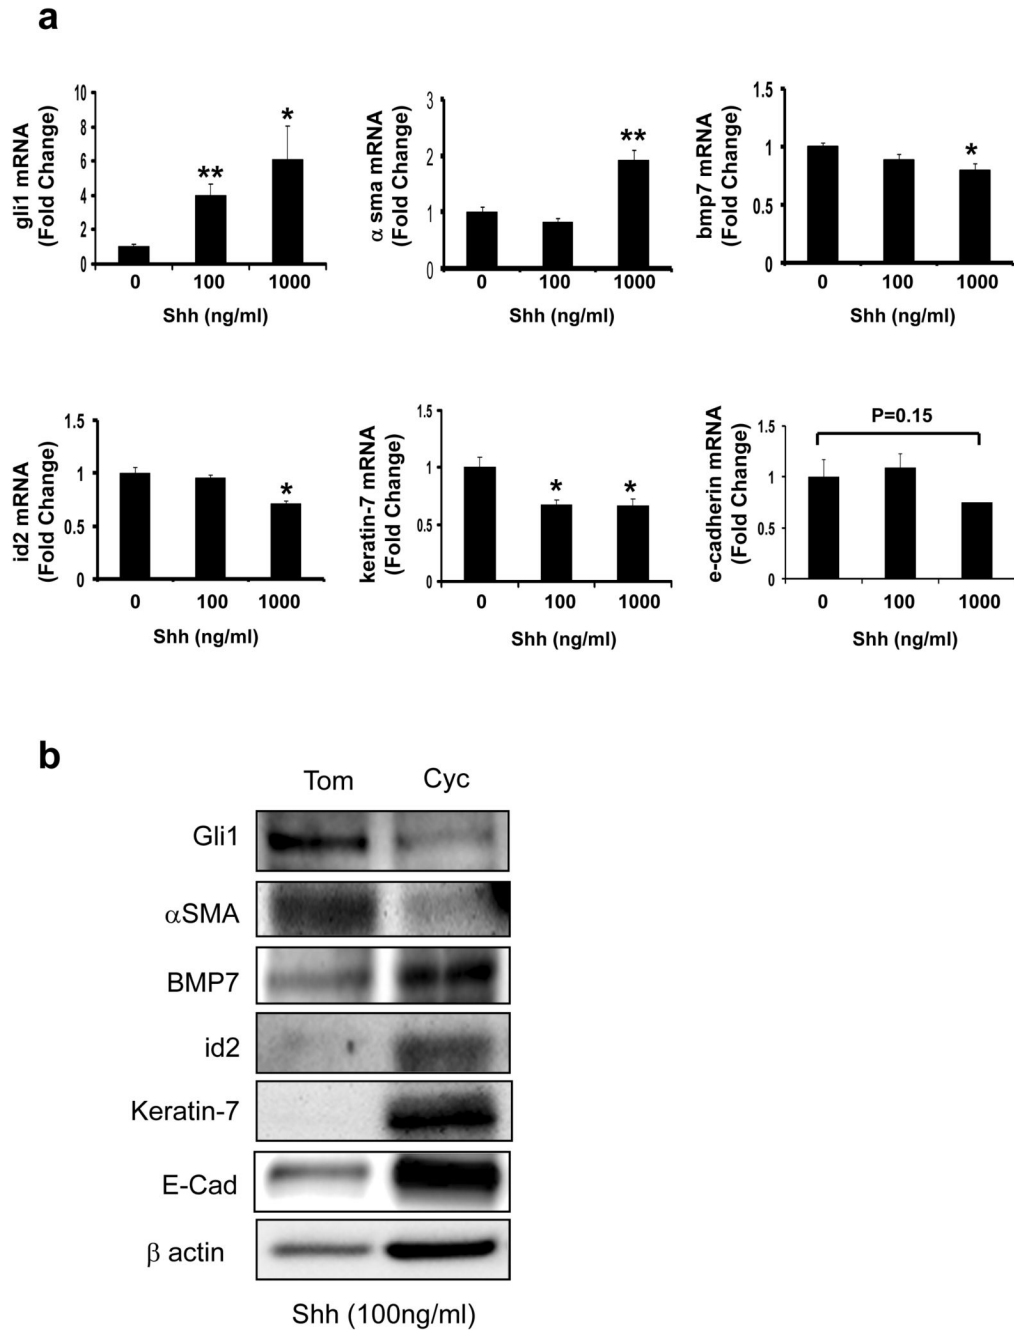 a
gli1 mRNA
(Fold Change)
10
8
6
4
2
0
**
*
0 100 1000
Shh (ng/ml)
α sma mRNA
(Fold Change)
3
2
1
0
**
0 100 1000
Shh (ng/ml)
bmp7 mRNA
(Fold Change)
1.5
1
0.5
0
*
0 100 1000
Shh (ng/ml)
id2 mRNA
(Fold Change)
1.5
1
0.5
0
*
0 100 1000
Shh (ng/ml)
keratin-7 mRNA
(Fold Change)
1.5
1
0.5
0
* *
0 100 1000
Shh (ng/ml)
e-cadherin mRNA
(Fold Change)
1.5
1
0.5
0
P=0.15
0 100 1000
Shh (ng/ml)
b
Tom Cyc
Gli1
αSMA
BMP7
id2
Keratin-7
E-Cad
β actin
Shh (100ng/ml)